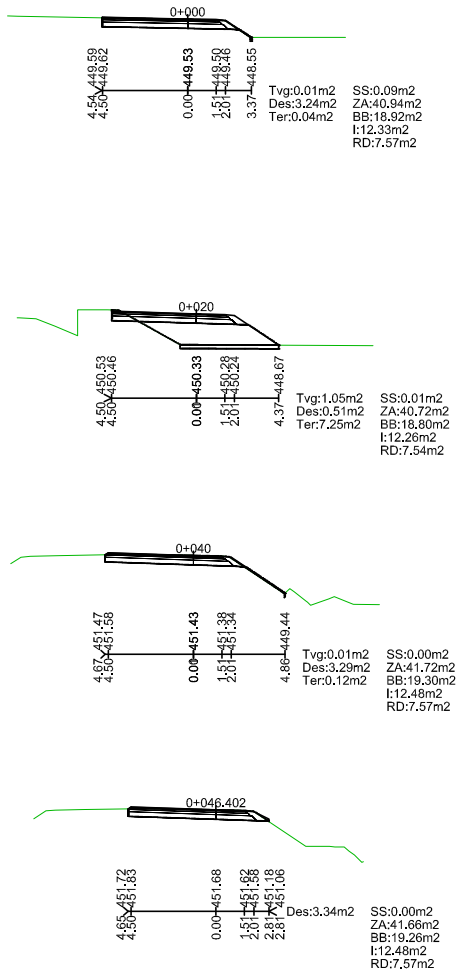 0+000
4.54 449.59
4.50 449.62
0.00 449.53
1.51 449.50
2.01 449.46
3.37 448.55
Tvg:0.01m2
Des:3.24m2
Ter:0.04m2
SS:0.09m2
ZA:40.94m2
BB:18.92m2
I:12.33m2
RD:7.57m2
0+020
4.50 450.53
4.50 450.46
0.00 450.33
1.51 450.28
2.01 450.24
4.37 448.67
Tvg:1.05m2
Des:0.51m2
Ter:7.25m2
SS:0.01m2
ZA:40.72m2
BB:18.80m2
I:12.26m2
RD:7.54m2
0+040
4.67 451.47
4.50 451.58
0.00 451.43
1.51 451.38
2.01 451.34
4.86 449.44
Tvg:0.01m2
Des:3.29m2
Ter:0.12m2
SS:0.00m2
ZA:41.72m2
BB:19.30m2
I:12.48m2
RD:7.57m2
0+046.402
4.65 451.72
4.50 451.83
0.00 451.68
1.51 451.62
2.01 451.58
2.81 451.18
2.81 451.06
Des:3.34m2
SS:0.00m2
ZA:41.66m2
BB:19.26m2
I:12.48m2
RD:7.57m2